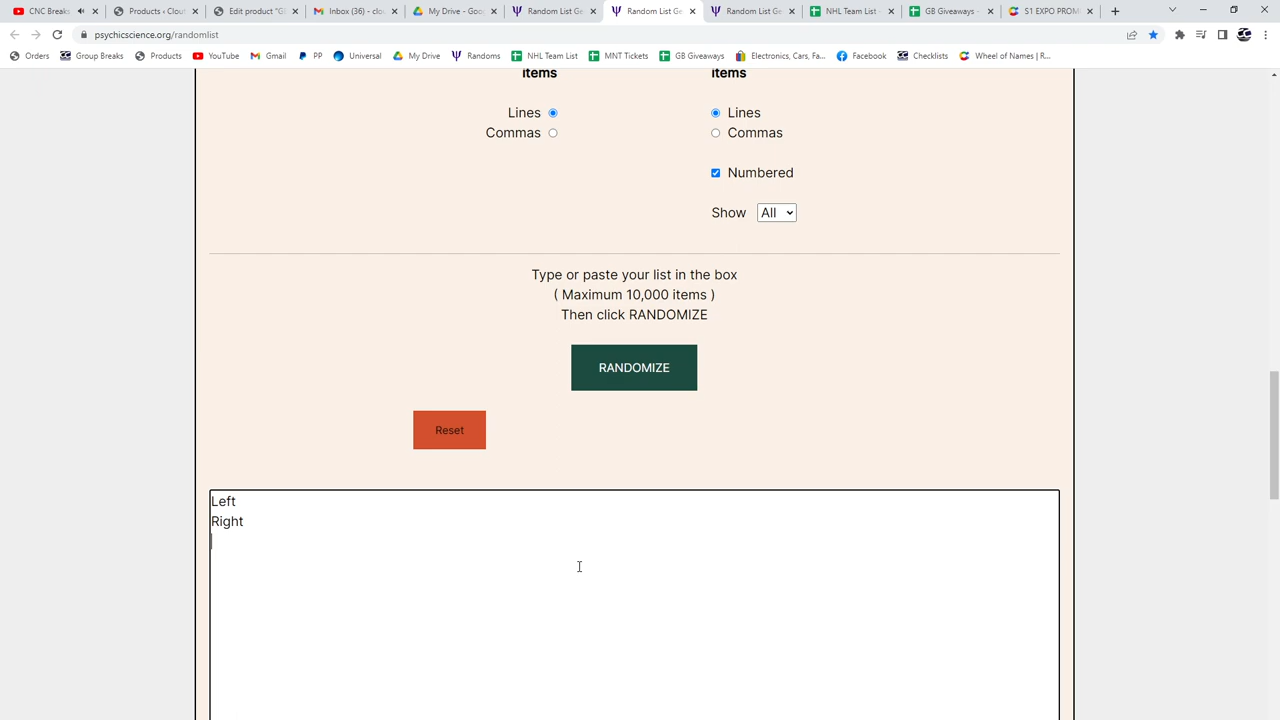 CNC Breaks
Products ‹ Clout
Edit product "Gl
Inbox (36) - clow
My Drive - Goo
Random List Ge
Random List Ge
Random List Ge
NHL Team List -
GB Giveaways -
S1 EXPO PROM
psychicscience.org/randomlist
Orders
Group Breaks
Products
YouTube
Gmail
PP
Universal
My Drive
Randoms
NHL Team List
MNT Tickets
GB Giveaways
Electronics, Cars, Fa...
Facebook
Checklists
Wheel of Names | R...
items
items
Lines
Lines
Commas
Commas
Numbered
Show All
Type or paste your list in the box
( Maximum 10,000 items )
Then click RANDOMIZE
RANDOMIZE
Reset
Left
Right